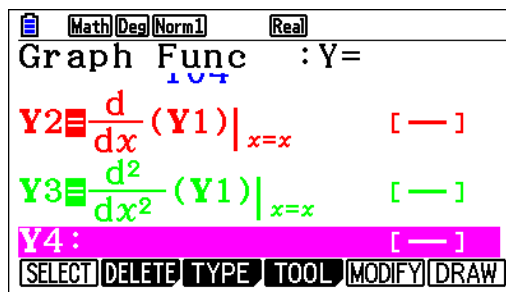 Math Deg Norm1 Real
Graph Func :Y=
104
Y2=d/dx(Y1)|x=x [—]
Y3=d²/dx²(Y1)|x=x [—]
Y4: [—]
SELECT DELETE TYPE TOOL MODIFY DRAW